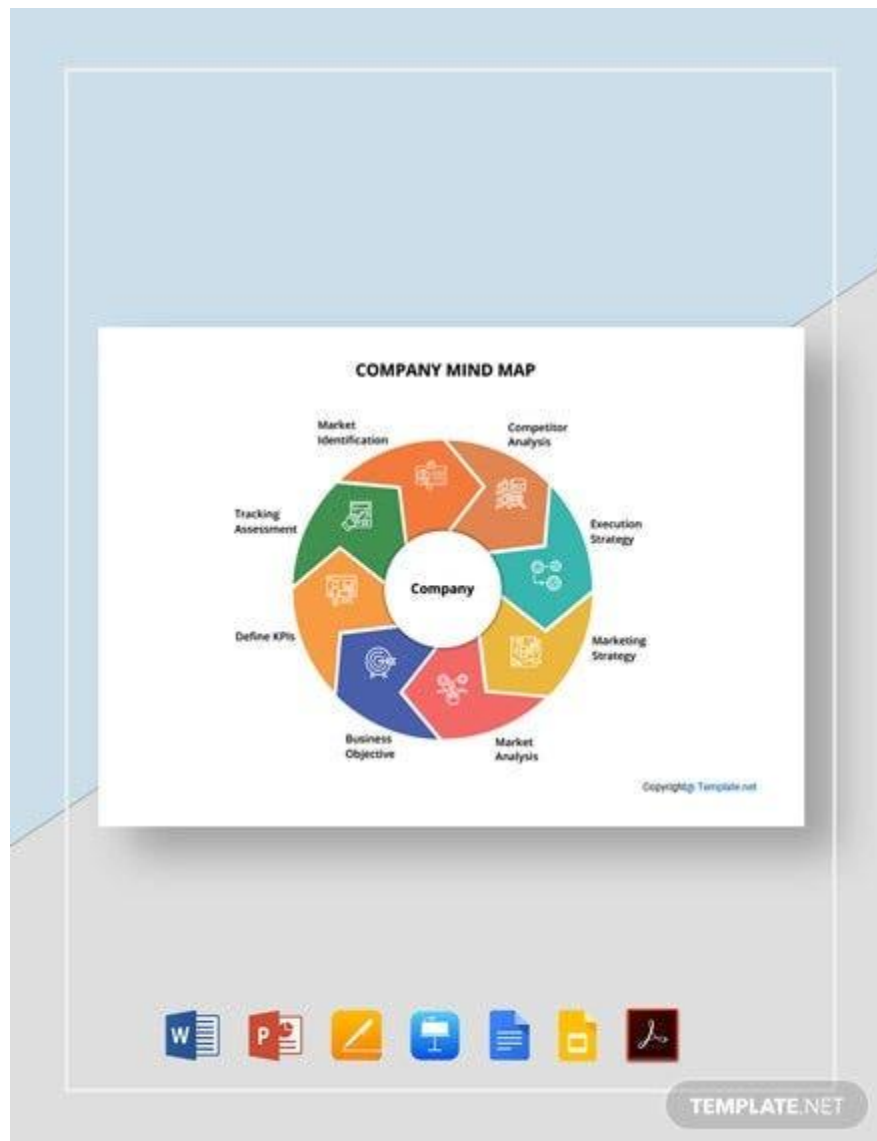 COMPANY MIND MAP
Market
Identification
Competitor
Analysis
Tracking
Assessment
Execution
Strategy
Company
Define KPIs
Marketing
Strategy
Business
Objective
Market
Analysis
Copyright@ Template.net
W
P
TEMPLATE.NET